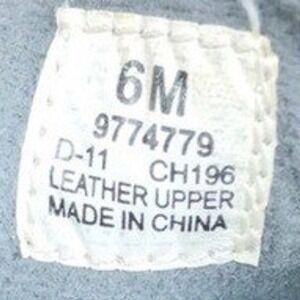 6M
9774779
D-11 CH196
LEATHER UPPER
MADE IN CHINA